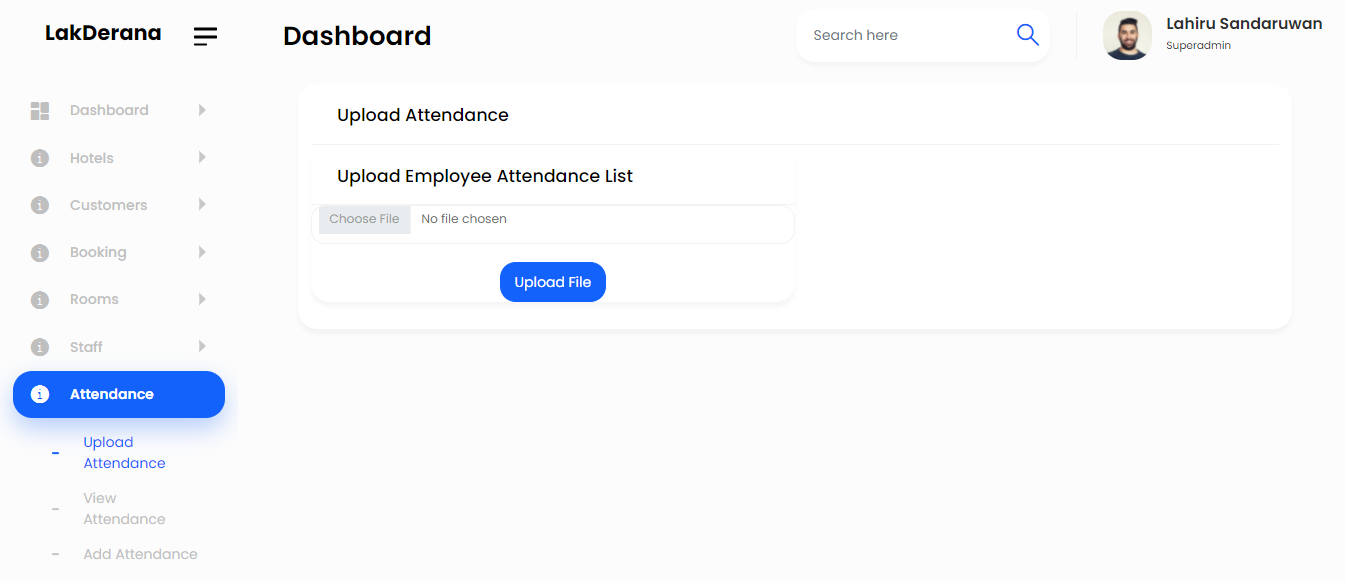 LakDerana
Dashboard
Search here
Lahiru Sandaruwan
Superadmin
Dashboard
Hotels
Customers
Booking
Rooms
Staff
Attendance
Upload
Attendance
View
Attendance
Add Attendance
Upload Attendance
Upload Employee Attendance List
Choose File No file chosen
Upload File